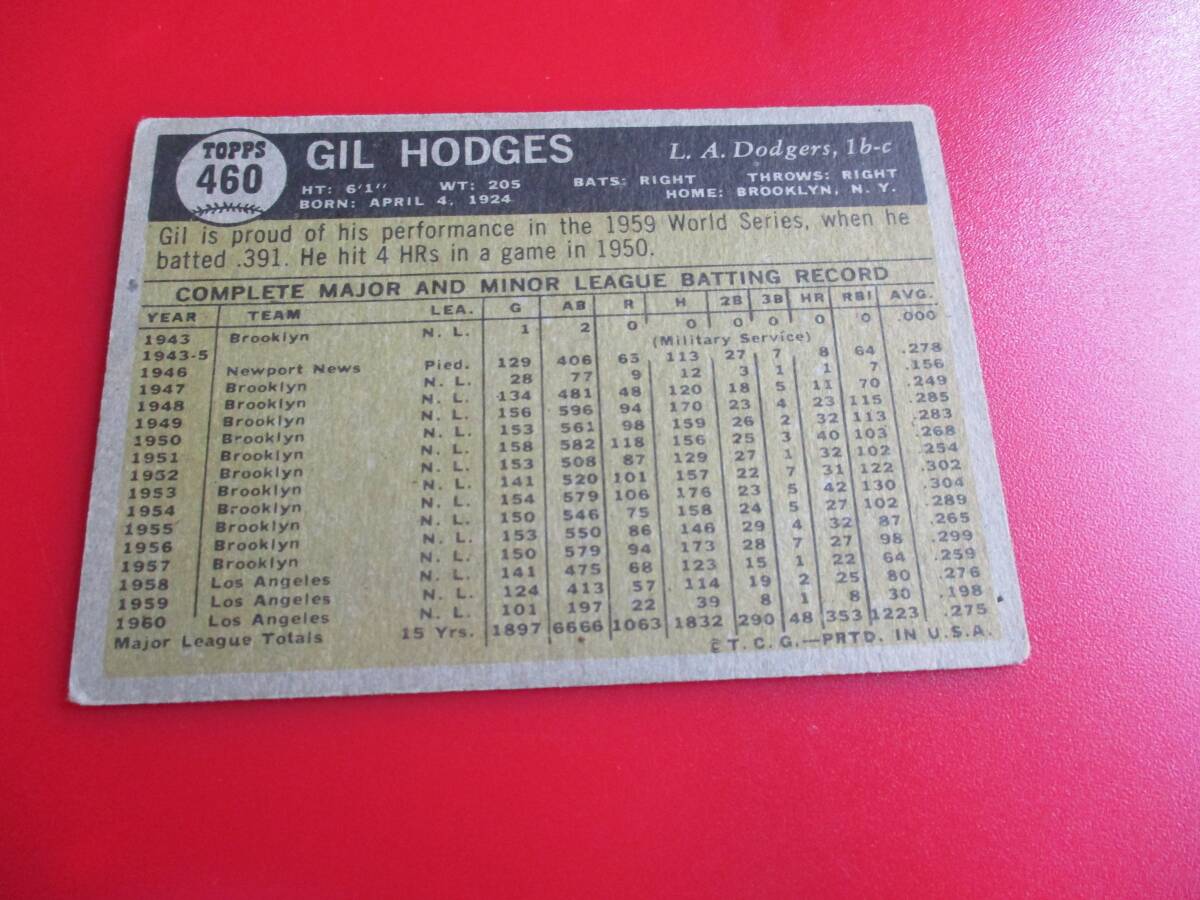 TOPPS
460
GIL HODGES
L. A. Dodgers, 1b-c
HT: 6'1" WT: 205 BATS: RIGHT THROWS: RIGHT
BORN: APRIL 4, 1924 HOME: BROOKLYN, N. Y.
Gil is proud of his performance in the 1959 World Series, when he
batted .391. He hit 4 HRs in a game in 1950.
COMPLETE MAJOR AND MINOR LEAGUE BATTING RECORD
YEAR TEAM LEA. G AB R H 2B 3B HR RBI AVG.
1943 Brooklyn N. L. 1 2 0 0 0 0 0 0 .000
1943-5 (Military Service)
1946 Newport News Pied. 129 406 65 113 27 7 8 64 .278
1947 Brooklyn N. L. 28 77 9 12 3 1 1 7 .156
1948 Brooklyn N. L. 134 481 48 120 18 5 11 70 .249
1949 Brooklyn N. L. 156 596 94 170 23 4 23 115 .285
1950 Brooklyn N. L. 153 561 98 159 26 2 32 113 .283
1951 Brooklyn N. L. 158 582 118 156 25 3 40 103 .268
1952 Brooklyn N. L. 153 508 87 129 27 1 32 102 .254
1953 Brooklyn N. L. 141 520 101 157 22 7 31 122 .302
1954 Brooklyn N. L. 154 579 106 176 23 5 42 130 .304
1955 Brooklyn N. L. 150 546 75 158 24 5 27 102 .289
1956 Brooklyn N. L. 153 550 86 146 29 4 32 87 .265
1957 Brooklyn N. L. 150 579 94 173 28 7 27 98 .299
1958 Los Angeles N. L. 141 475 68 123 15 1 22 64 .259
1959 Los Angeles N. L. 124 413 57 114 19 2 25 80 .276
1960 Los Angeles N. L. 101 197 22 39 8 1 8 30 .198
Major League Totals 15 Yrs. 1897 6666 1063 1832 290 48 353 1223 .275
T. C. G.—PRTD. IN U.S.A.